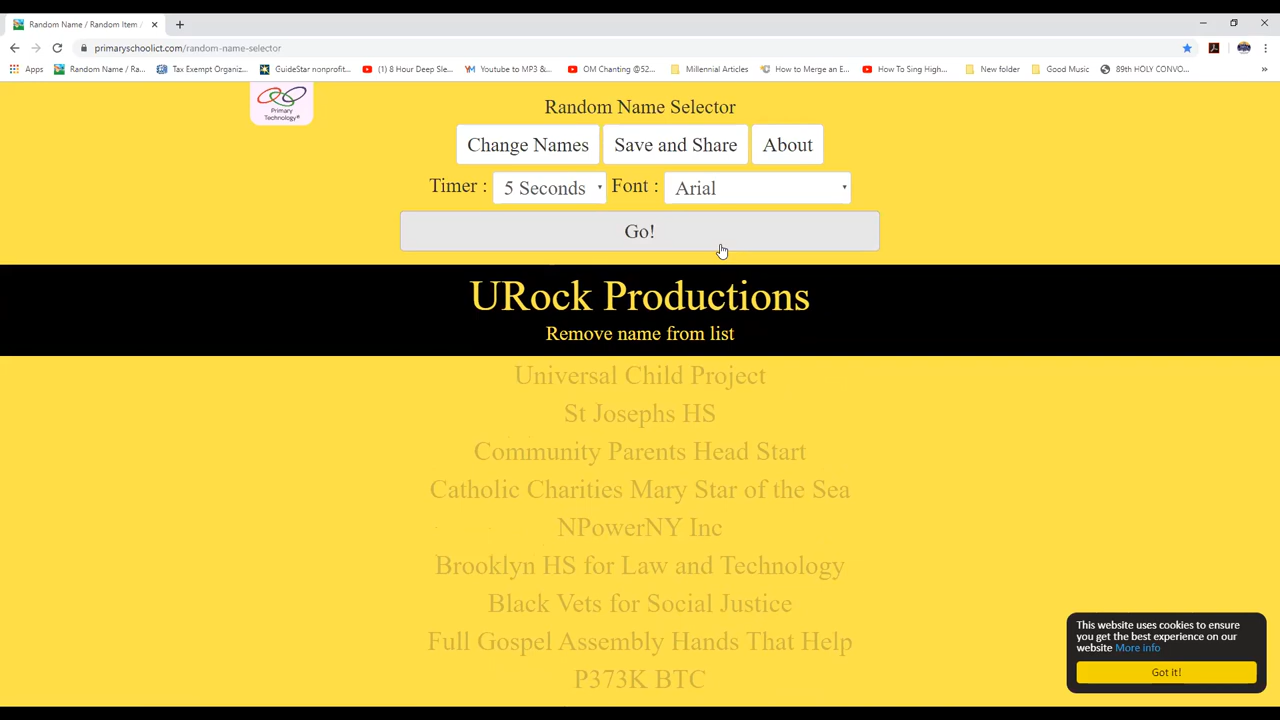 Random Name / Random Item /
primaryschoolict.com/random-name-selector
Apps
Random Name / Ra...
Tax Exempt Organiz...
GuideStar nonprofit...
(1) 8 Hour Deep Sle...
Youtube to MP3 &...
OM Chanting @52...
Millennial Articles
How to Merge an E...
How To Sing High...
New folder
Good Music
89th HOLY CONVO...
»
Primary
Technology®
Random Name Selector
Change Names
Save and Share
About
Timer : 5 Seconds Font : Arial
Go!
URock Productions
Remove name from list
Universal Child Project
St Josephs HS
Community Parents Head Start
Catholic Charities Mary Star of the Sea
NPowerNY Inc
Brooklyn HS for Law and Technology
Black Vets for Social Justice
Full Gospel Assembly Hands That Help
P373K BTC
This website uses cookies to ensure
you get the best experience on our
website More info
Got it!